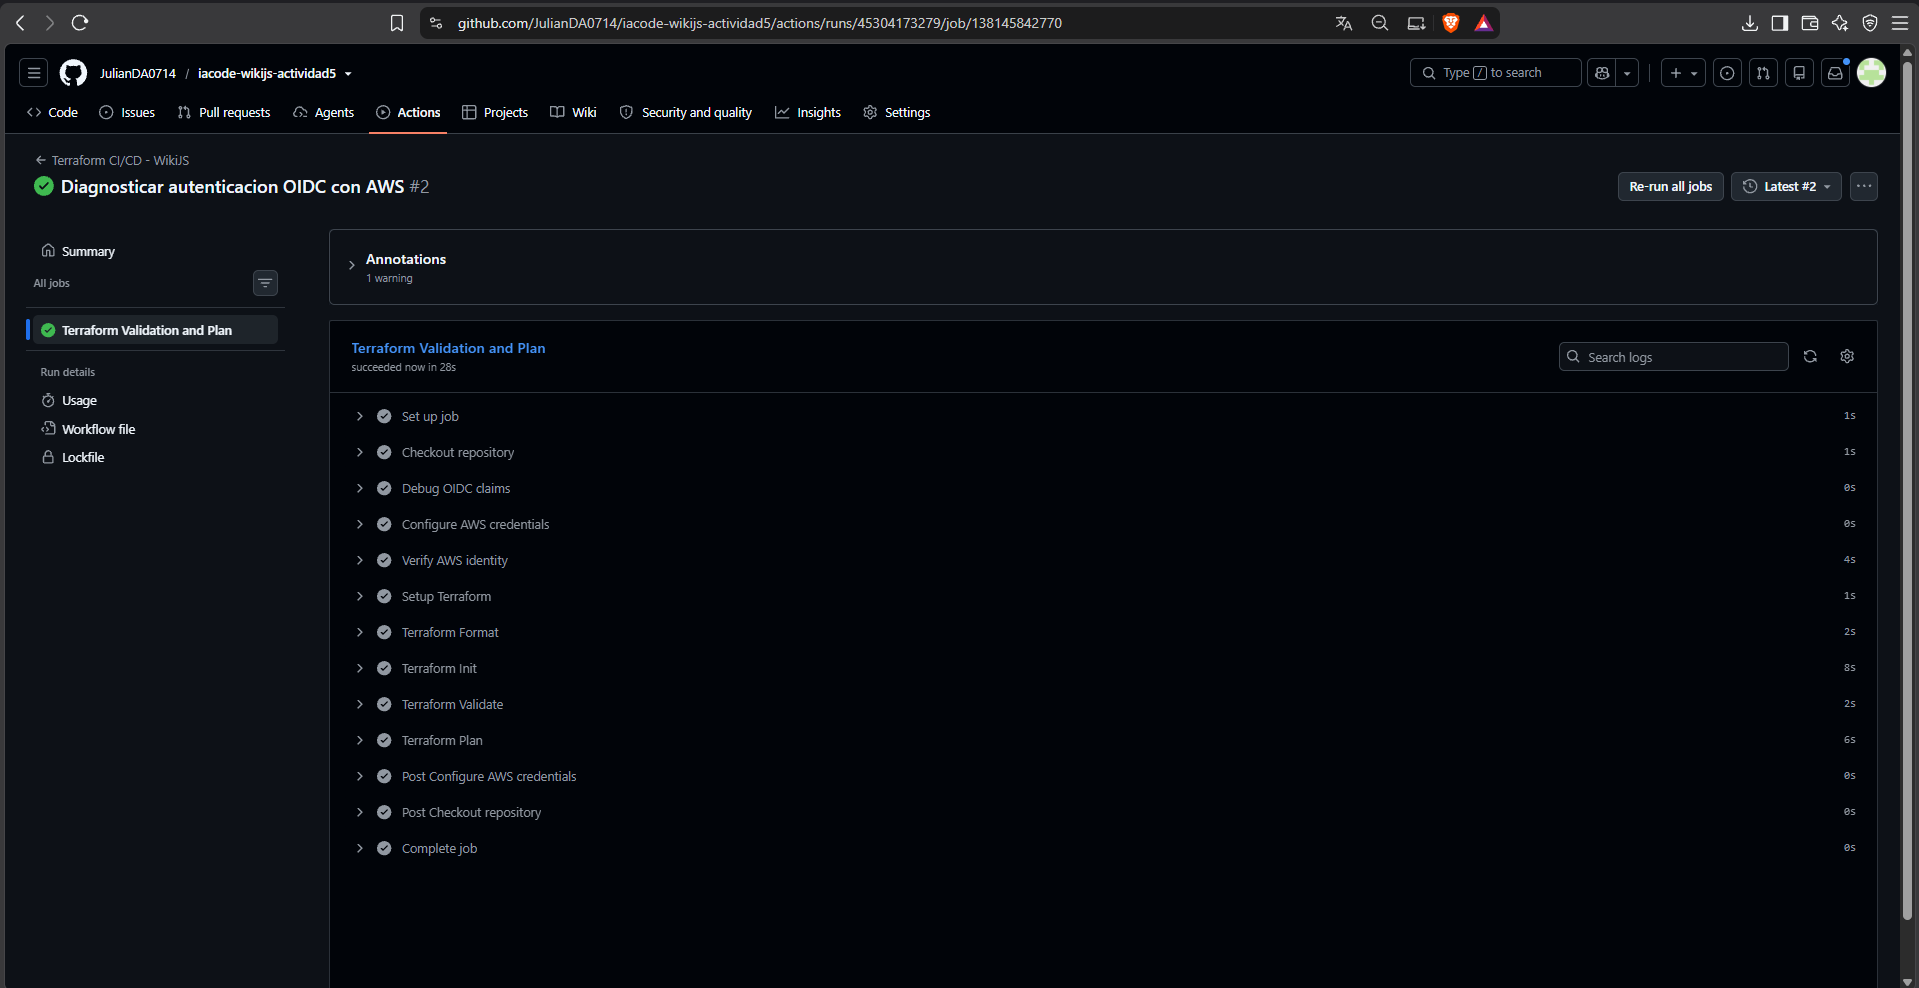 github.com/JulianDA0714/iacode-wikijs-actividad5/actions/runs/45304173279/job/138145842770
JulianDA0714 / iacode-wikijs-actividad5
Type / to search
Code Issues Pull requests Agents Actions Projects Wiki Security and quality Insights Settings
Terraform CI/CD - WikiJS
Diagnosticar autenticacion OIDC con AWS #2
Re-run all jobs
Latest #2
Summary
All jobs
Terraform Validation and Plan
Run details
Usage
Workflow file
Lockfile
Annotations
1 warning
Terraform Validation and Plan
succeeded now in 28s
Search logs
Set up job 1s
Checkout repository 1s
Debug OIDC claims 0s
Configure AWS credentials 0s
Verify AWS identity 4s
Setup Terraform 1s
Terraform Format 2s
Terraform Init 8s
Terraform Validate 2s
Terraform Plan 6s
Post Configure AWS credentials 0s
Post Checkout repository 0s
Complete job 0s